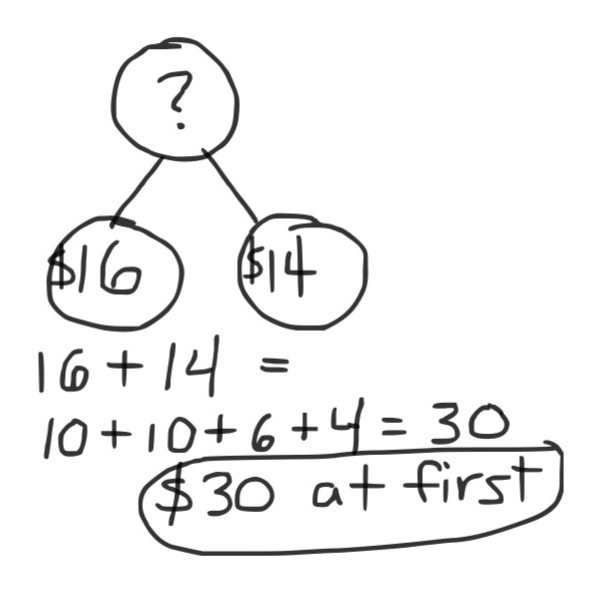 ?
$16 $14
16 + 14 =
10 + 10 + 6 + 4 = 30
$30 at first